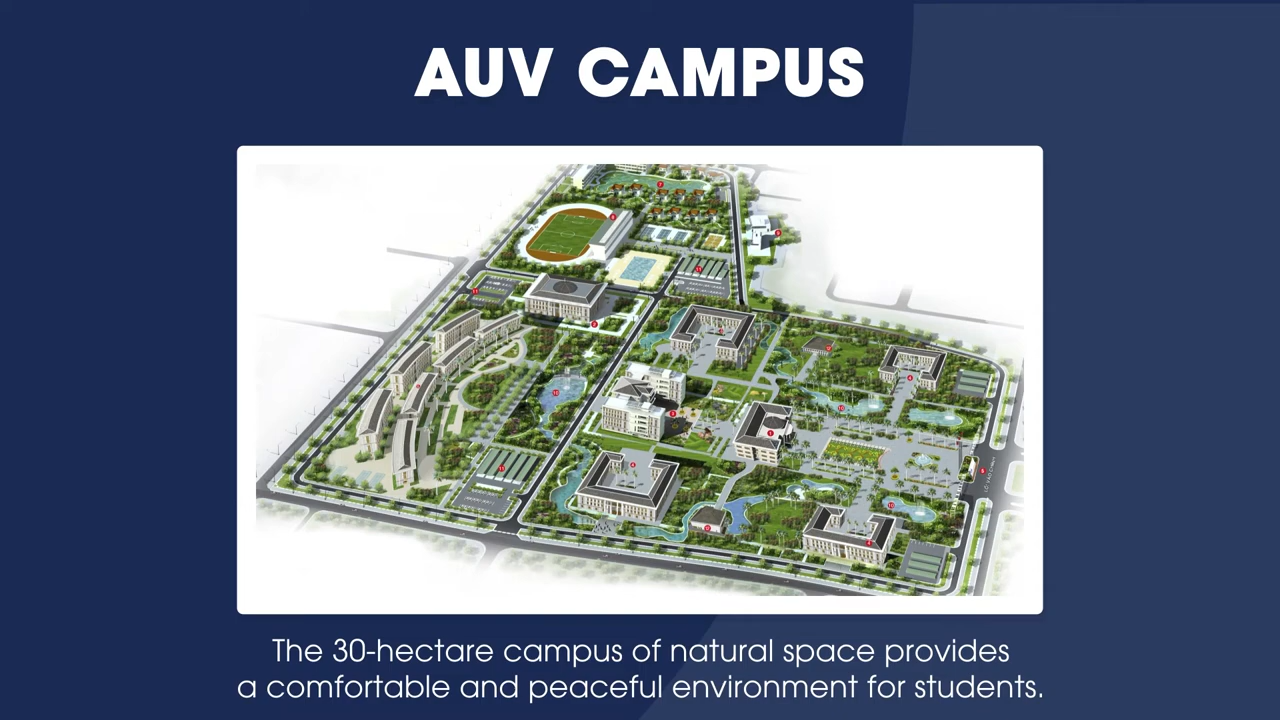 AUV CAMPUS
The 30-hectare campus of natural space provides
a comfortable and peaceful environment for students.